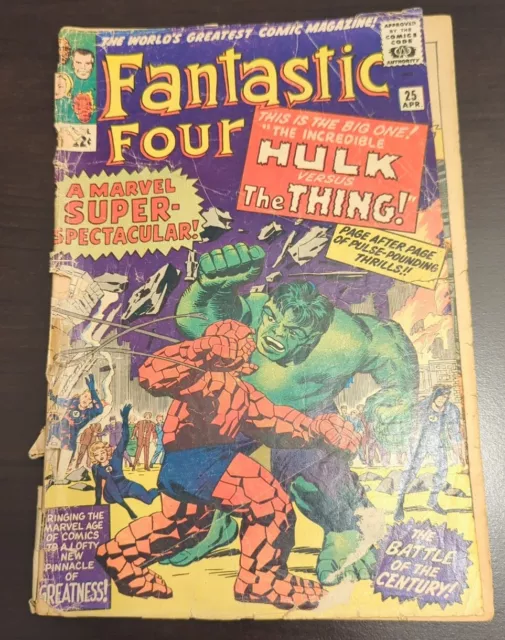 THE WORLD'S GREATEST COMIC MAGAZINE!
APPROVED
BY THE
COMICS
CODE
AUTHORITY
Fantastic
Four
25
APR
THIS IS THE BIG ONE!
"THE INCREDIBLE
HULK
VERSUS
The THING!"
A MARVEL
SUPER-
SPECTACULAR!
PAGE AFTER PAGE
OF PULSE-POUNDING
THRILLS!!
BRINGING THE
MARVEL AGE
OF COMICS
TO A LOFTY
NEW
PINNACLE
OF
GREATNESS!
THE
BATTLE
OF THE
CENTURY!